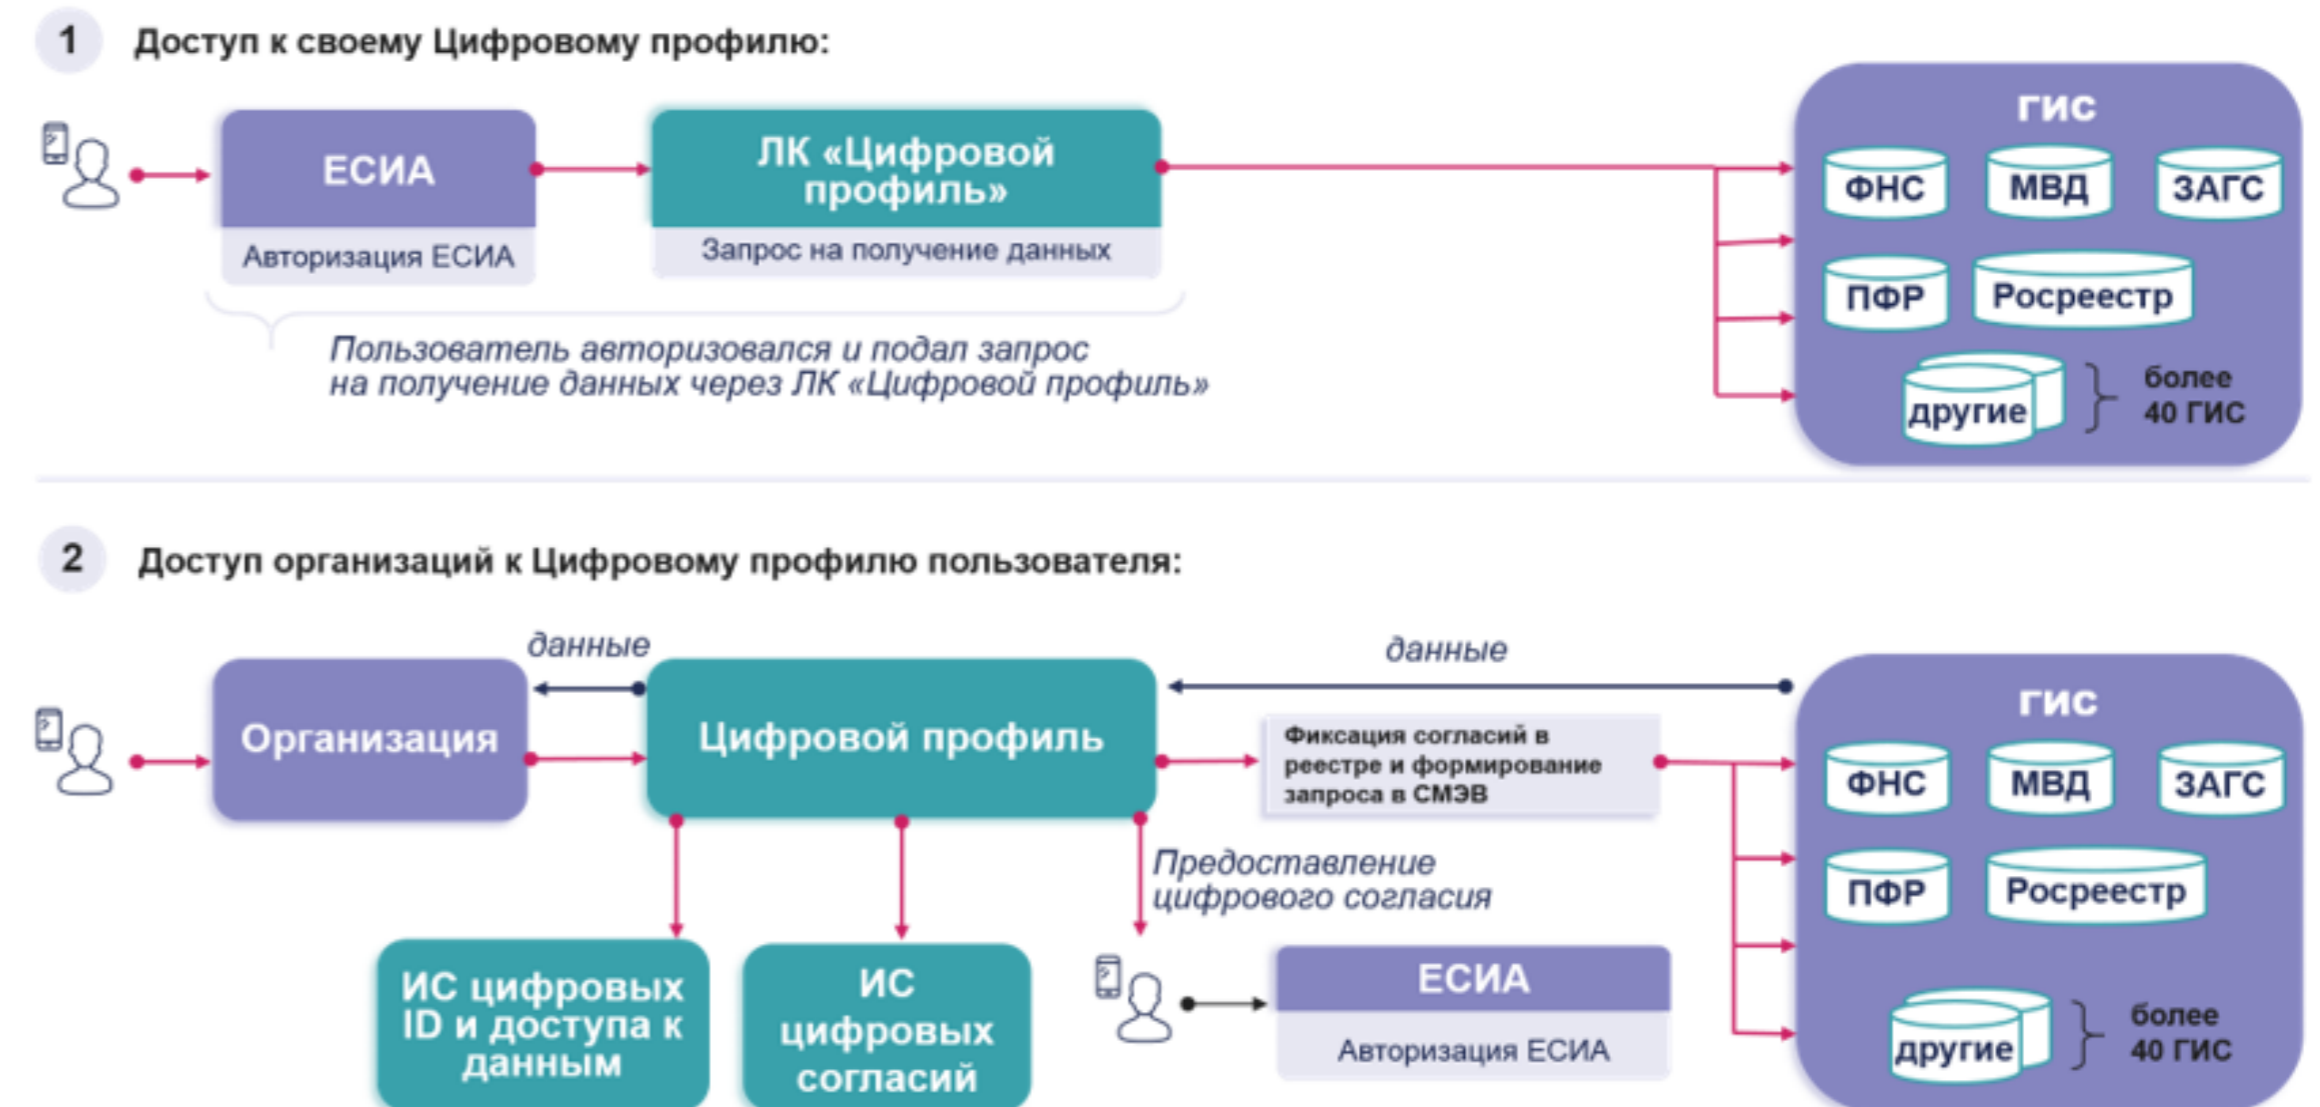 1 Доступ к своему Цифровому профилю:
ЕСИА
Авторизация ЕСИА
ЛК «Цифровой
профиль»
Запрос на получение данных
Пользователь авторизовался и подал запрос
на получение данных через ЛК «Цифровой профиль»
ГИС
ФНС МВД ЗАГС
ПФР Росреестр
другие
более
40 ГИС
2 Доступ организаций к Цифровому профилю пользователя:
данные
данные
Организация
Цифровой профиль
Фиксация согласий в
реестре и формирование
запроса в СМЭВ
Предоставление
цифрового согласия
ИС цифровых
ID и доступа к
данным
ИС
цифровых
согласий
ЕСИА
Авторизация ЕСИА
ГИС
ФНС МВД ЗАГС
ПФР Росреестр
другие
более
40 ГИС